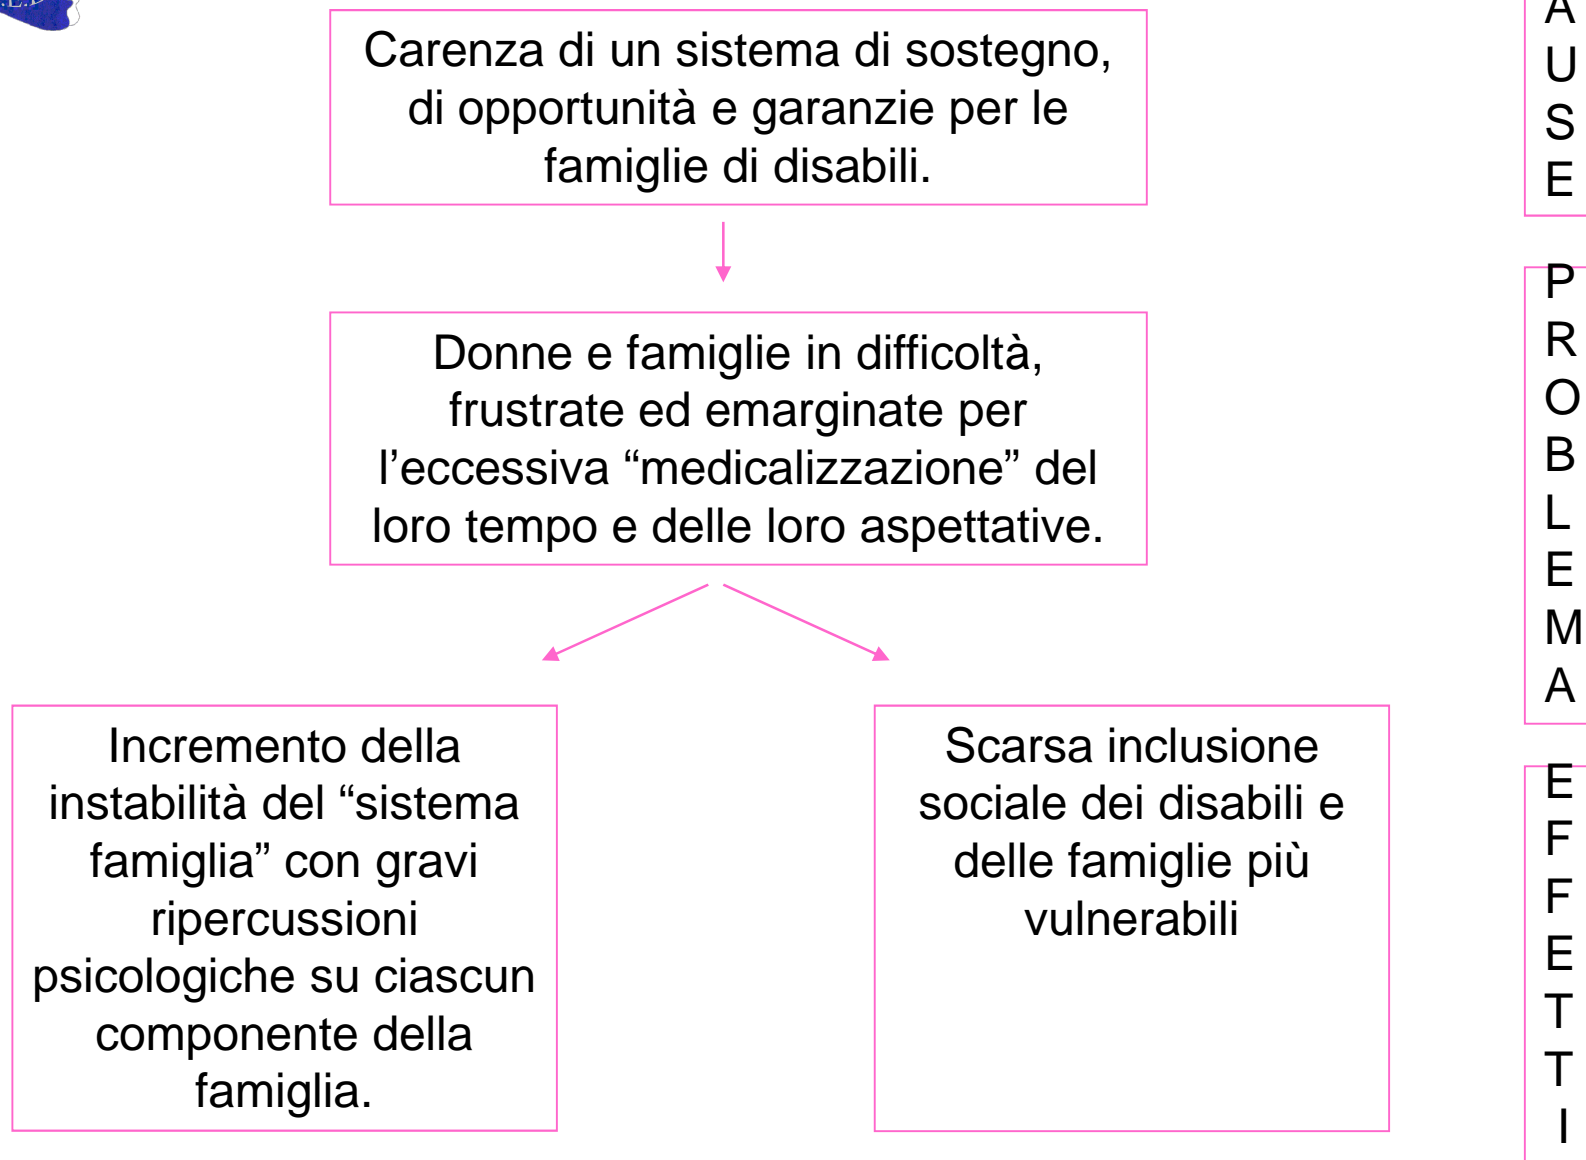 Carenza di un sistema di sostegno,
di opportunità e garanzie per le
famiglie di disabili.
Donne e famiglie in difficoltà,
frustrate ed emarginate per
l’eccessiva “medicalizzazione” del
loro tempo e delle loro aspettative.
Incremento della
instabilità del “sistema
famiglia” con gravi
ripercussioni
psicologiche su ciascun
componente della
famiglia.
Scarsa inclusione
sociale dei disabili e
delle famiglie più
vulnerabili
A
U
S
E
P
R
O
B
L
E
M
A
E
F
F
E
T
T
I